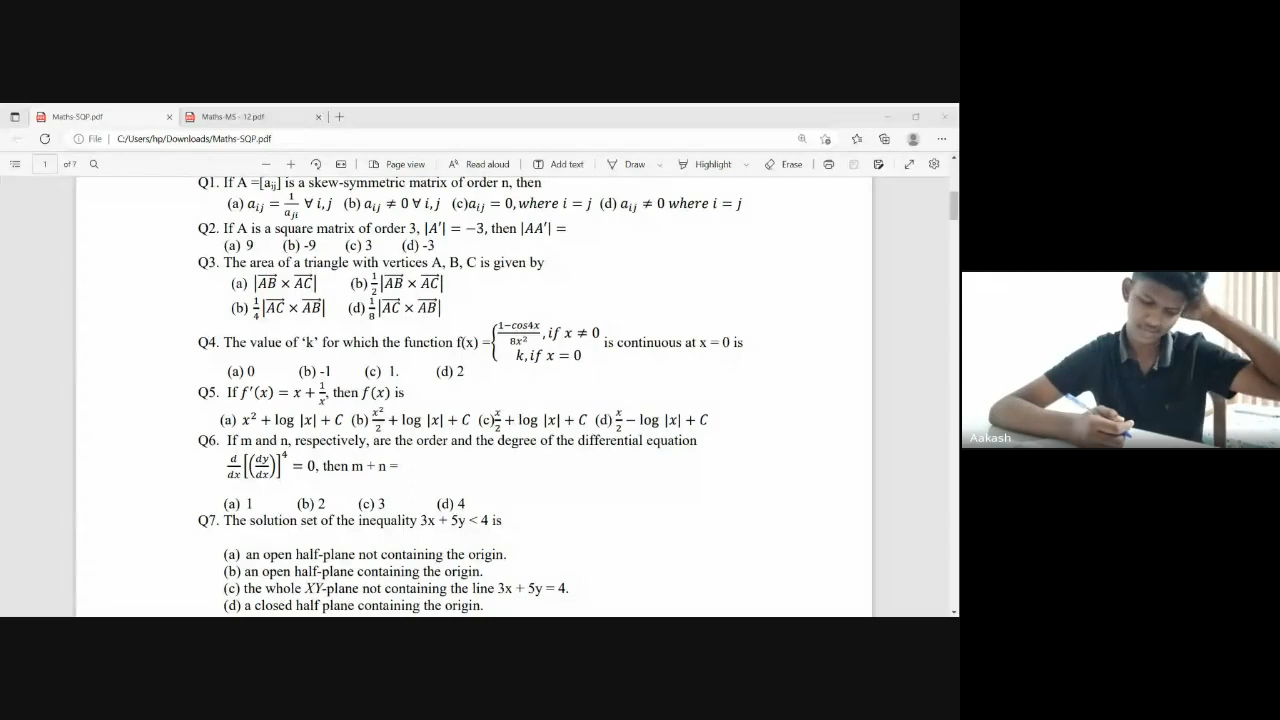 Maths-SQP.pdf
Maths-MS - 12.pdf
File
C:/Users/hp/Downloads/Maths-SQP.pdf
1 of 7
Page view
Read aloud
Add text
Draw
Highlight
Erase
Q1. If A =[aᵢⱼ] is a skew-symmetric matrix of order n, then
(a) aᵢⱼ = 1/aⱼᵢ ∀ i, j (b) aᵢⱼ ≠ 0 ∀ i, j (c)aᵢⱼ = 0, where i = j (d) aᵢⱼ ≠ 0 where i = j
Q2. If A is a square matrix of order 3, |A′| = −3, then |AA′| =
(a) 9 (b) -9 (c) 3 (d) -3
Q3. The area of a triangle with vertices A, B, C is given by
(a) |AB⃗ × AC⃗| (b) 1/2 |AB⃗ × AC⃗|
(b) 1/4 |AC⃗ × AB⃗| (d) 1/8 |AC⃗ × AB⃗|
Q4. The value of ‘k’ for which the function f(x) = { (1−cos4x)/(8x²), if x ≠ 0
k, if x = 0
is continuous at x = 0 is
(a) 0 (b) -1 (c) 1. (d) 2
Q5. If f′(x) = x + 1/x, then f(x) is
(a) x² + log |x| + C (b) x²/2 + log |x| + C (c) x/2 + log |x| + C (d) x/2 − log |x| + C
Q6. If m and n, respectively, are the order and the degree of the differential equation
d/dx [(dy/dx)]⁴ = 0, then m + n =
(a) 1 (b) 2 (c) 3 (d) 4
Q7. The solution set of the inequality 3x + 5y < 4 is
(a) an open half-plane not containing the origin.
(b) an open half-plane containing the origin.
(c) the whole XY-plane not containing the line 3x + 5y = 4.
(d) a closed half plane containing the origin.
Aakash